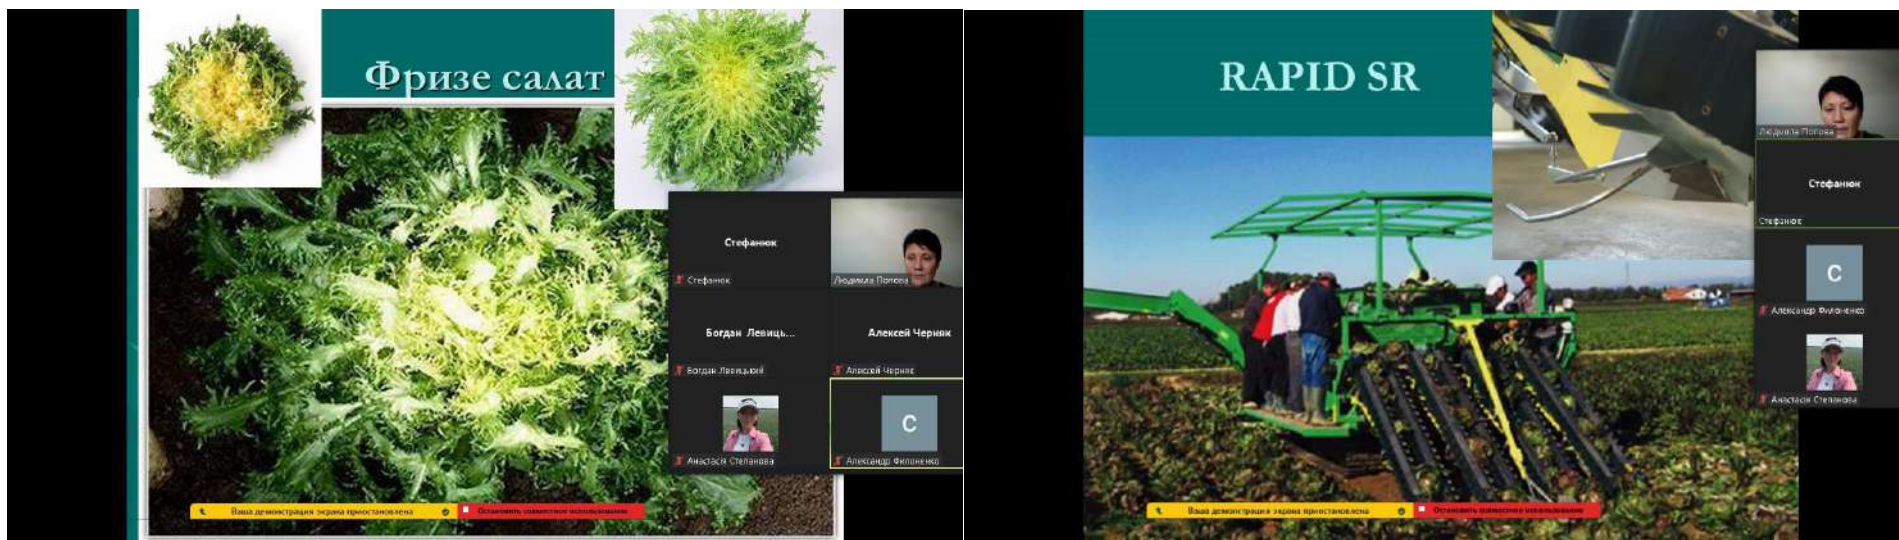 Фризе салат
Стефанюк
Стефанюк
Людмила Попова
Богдан Левиць...
Алексей Черняк
Богдан Левицький
Алексей Черняк
С
Анастасія Степанова
Александр Филоненко
Ваша демонстрация экрана приостановлена
Остановить совместное использование
RAPID SR
Людмила Попова
Стефанюк
Стефанюк
С
Александр Филоненко
Анастасія Степанова
Ваша демонстрация экрана приостановлена
Остановить совместное использование